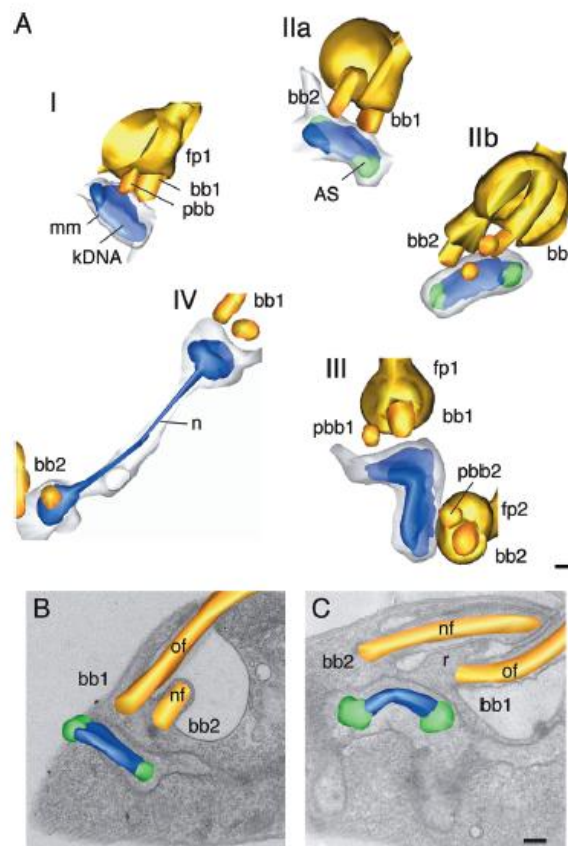 A
I
fp1
bb1
pbb
mm
kDNA
IIa
bb2
bb1
AS
IIb
bb2
bb
IV
bb1
n
bb2
III
fp1
pbb1
bb1
pbb2
fp2
bb2
B
of
bb1
nf
bb2
C
nf
bb2
r
of
bb1